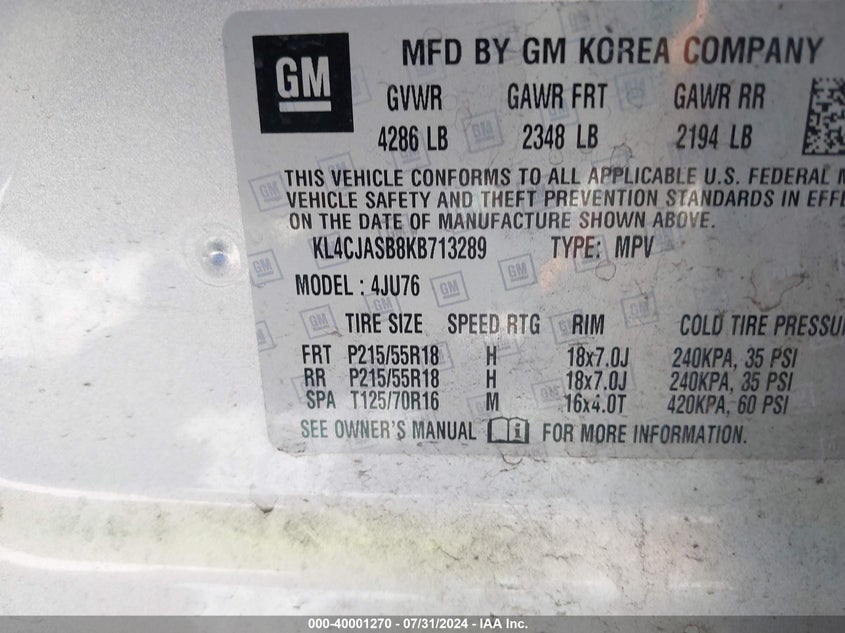 GM
MFD BY GM KOREA COMPANY
GVWR GAWR FRT GAWR RR
4286 LB 2348 LB 2194 LB
THIS VEHICLE CONFORMS TO ALL APPLICABLE U.S. FEDERAL M
VEHICLE SAFETY AND THEFT PREVENTION STANDARDS IN EFFE
ON THE DATE OF MANUFACTURE SHOWN ABOVE.
KL4CJASB8KB713289 TYPE: MPV
MODEL : 4JU76
TIRE SIZE SPEED RTG RIM COLD TIRE PRESSU
FRT P215/55R18 H 18x7.0J 240KPA, 35 PSI
RR P215/55R18 H 18x7.0J 240KPA, 35 PSI
SPA T125/70R16 M 16x4.0T 420KPA, 60 PSI
SEE OWNER'S MANUAL FOR MORE INFORMATION.
000-40001270 - 07/31/2024 - IAA Inc.